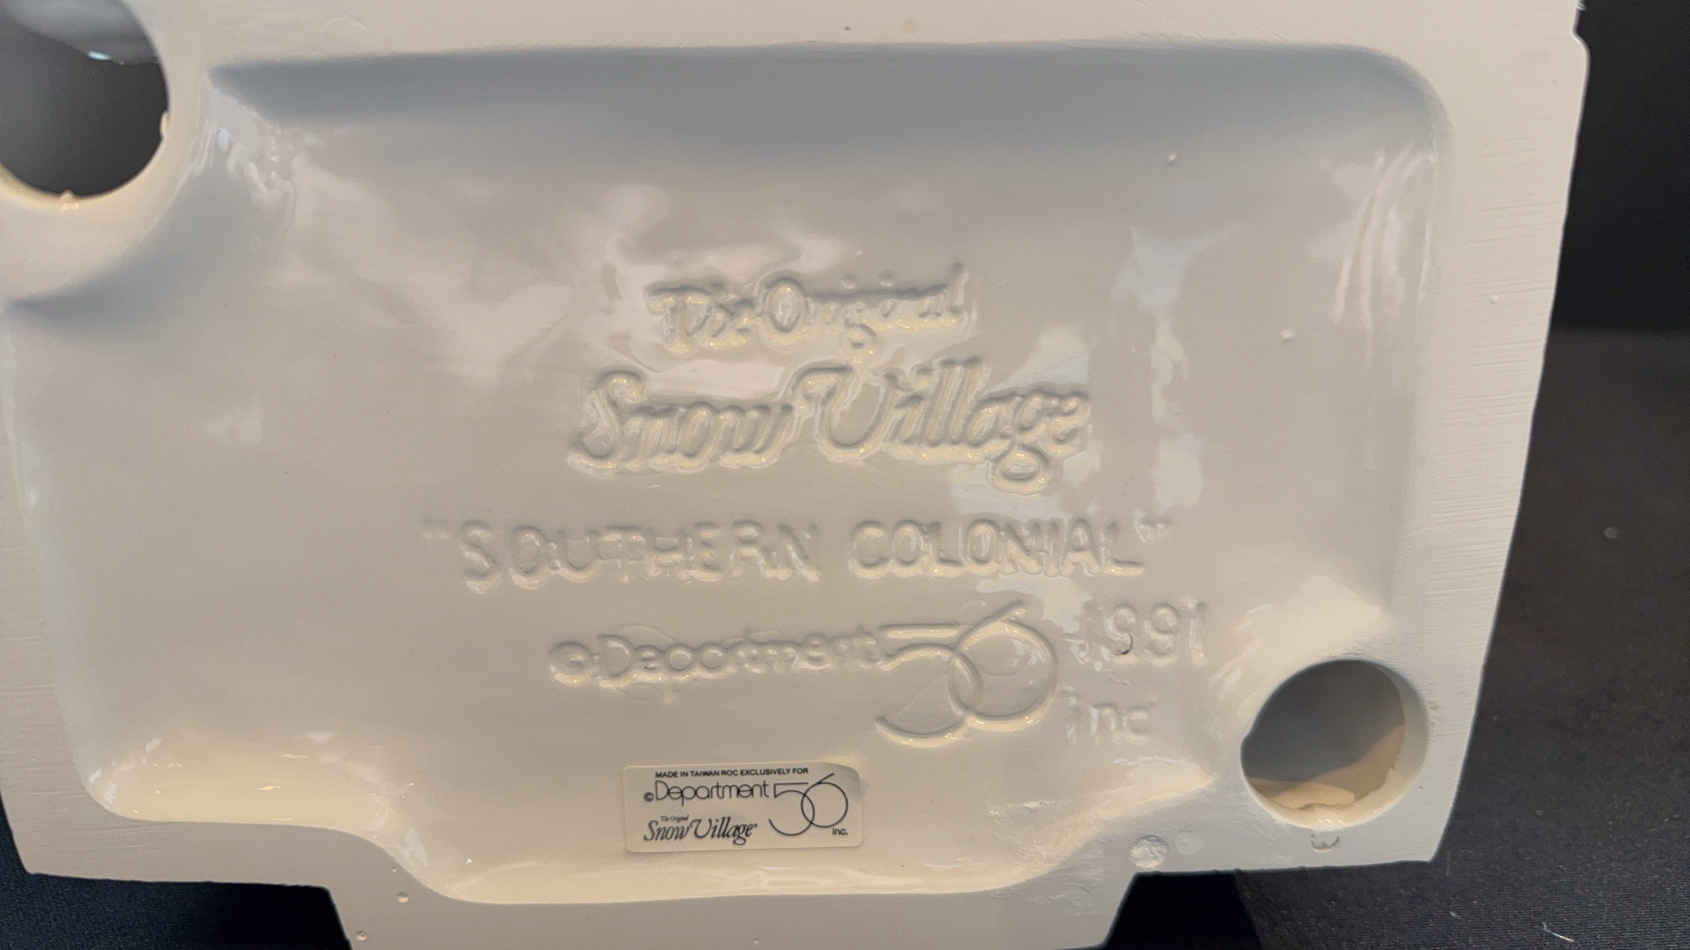 The Original
Snow Village
"SOUTHERN COLONIAL"
© Department 56 1991
inc
MADE IN TAIWAN ROC EXCLUSIVELY FOR
© Department 56
The Original
Snow Village®
inc.